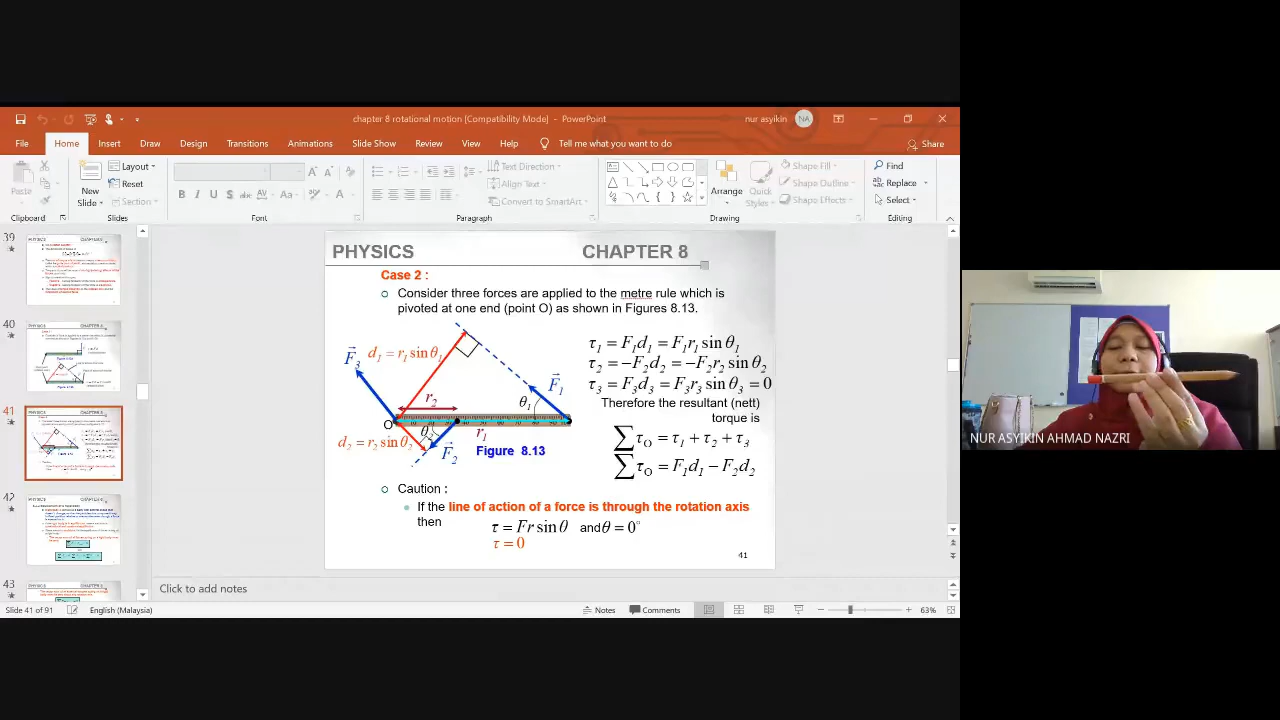 chapter 8 rotational motion [Compatibility Mode] - PowerPoint
nur asyikin
NA
File Home Insert Draw Design Transitions Animations Slide Show Review View Help Tell me what you want to do Share
Paste
New
Slide
Layout
Reset
Section
B I U S abc AV Aa A
Text Direction
Align Text
Convert to SmartArt
Arrange
Quick
Styles
Shape Fill
Shape Outline
Shape Effects
Find
Replace
Select
Clipboard Slides Font Paragraph Drawing Editing
39
40
41
42
43
PHYSICS CHAPTER 8
Case 2 :
Consider three forces are applied to the metre rule which is
pivoted at one end (point O) as shown in Figures 8.13.
d₁ = r₁ sin θ₁
F⃗₃
F⃗₁
θ₁
r₂
O
θ₂
r₁
d₂ = r₂ sin θ₂
F⃗₂
Figure 8.13
τ₁ = F₁d₁ = F₁r₁ sin θ₁
τ₂ = −F₂d₂ = −F₂r₂ sin θ₂
τ₃ = F₃d₃ = F₃r₃ sin θ₃ = 0
Therefore the resultant (nett)
torque is
∑τ_O = τ₁ + τ₂ + τ₃
∑τ_O = F₁d₁ − F₂d₂
Caution :
If the line of action of a force is through the rotation axis
then
τ = Fr sin θ and θ = 0°
τ = 0
41
NUR ASYIKIN AHMAD NAZRI
Click to add notes
Slide 41 of 91 English (Malaysia) Notes Comments 63%